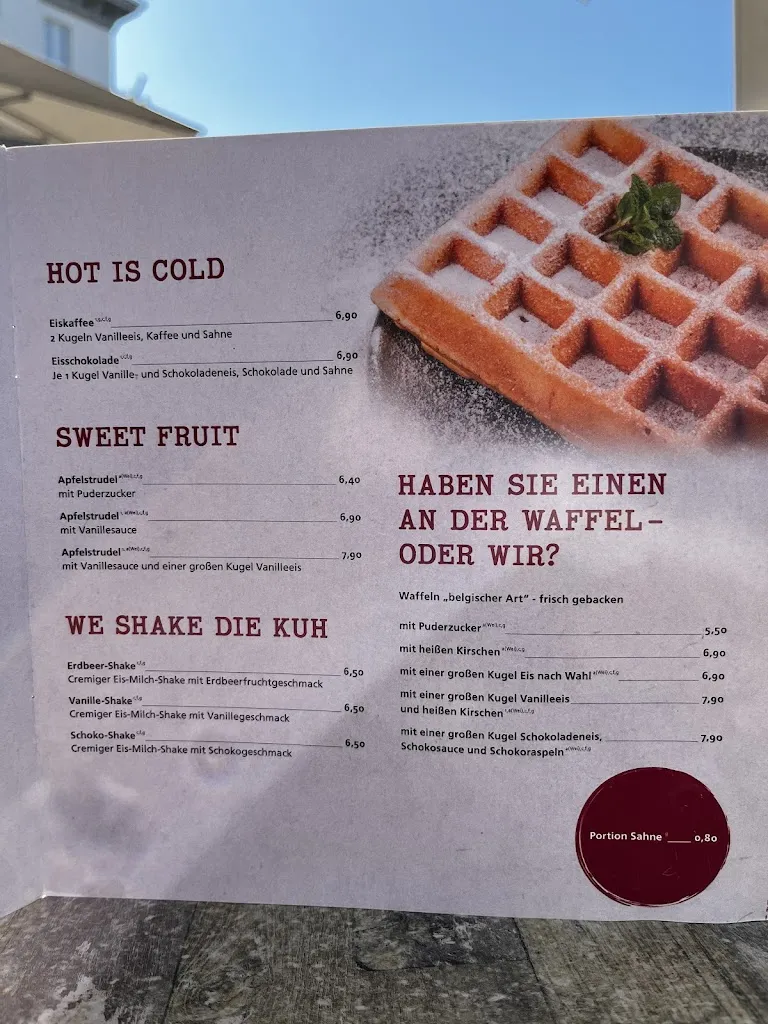 HOT IS COLD
Eiskaffee 6,90
2 Kugeln Vanilleeis, Kaffee und Sahne
Eisschokolade 6,90
Je 1 Kugel Vanille- und Schokoladeneis, Schokolade und Sahne
SWEET FRUIT
Apfelstrudel 6,40
mit Puderzucker
Apfelstrudel 6,90
mit Vanillesauce
Apfelstrudel 7,90
mit Vanillesauce und einer großen Kugel Vanilleeis
WE SHAKE DIE KUH
Erdbeer-Shake 6,50
Cremiger Eis-Milch-Shake mit Erdbeerfruchtgeschmack
Vanille-Shake 6,50
Cremiger Eis-Milch-Shake mit Vanillegeschmack
Schoko-Shake 6,50
Cremiger Eis-Milch-Shake mit Schokogeschmack
HABEN SIE EINEN
AN DER WAFFEL-
ODER WIR?
Waffeln „belgischer Art" - frisch gebacken
mit Puderzucker 5,50
mit heißen Kirschen 6,90
mit einer großen Kugel Eis nach Wahl 6,90
mit einer großen Kugel Vanilleeis 7,90
und heißen Kirschen
mit einer großen Kugel Schokoladeneis, 7,90
Schokosauce und Schokoraspeln
Portion Sahne 0,80